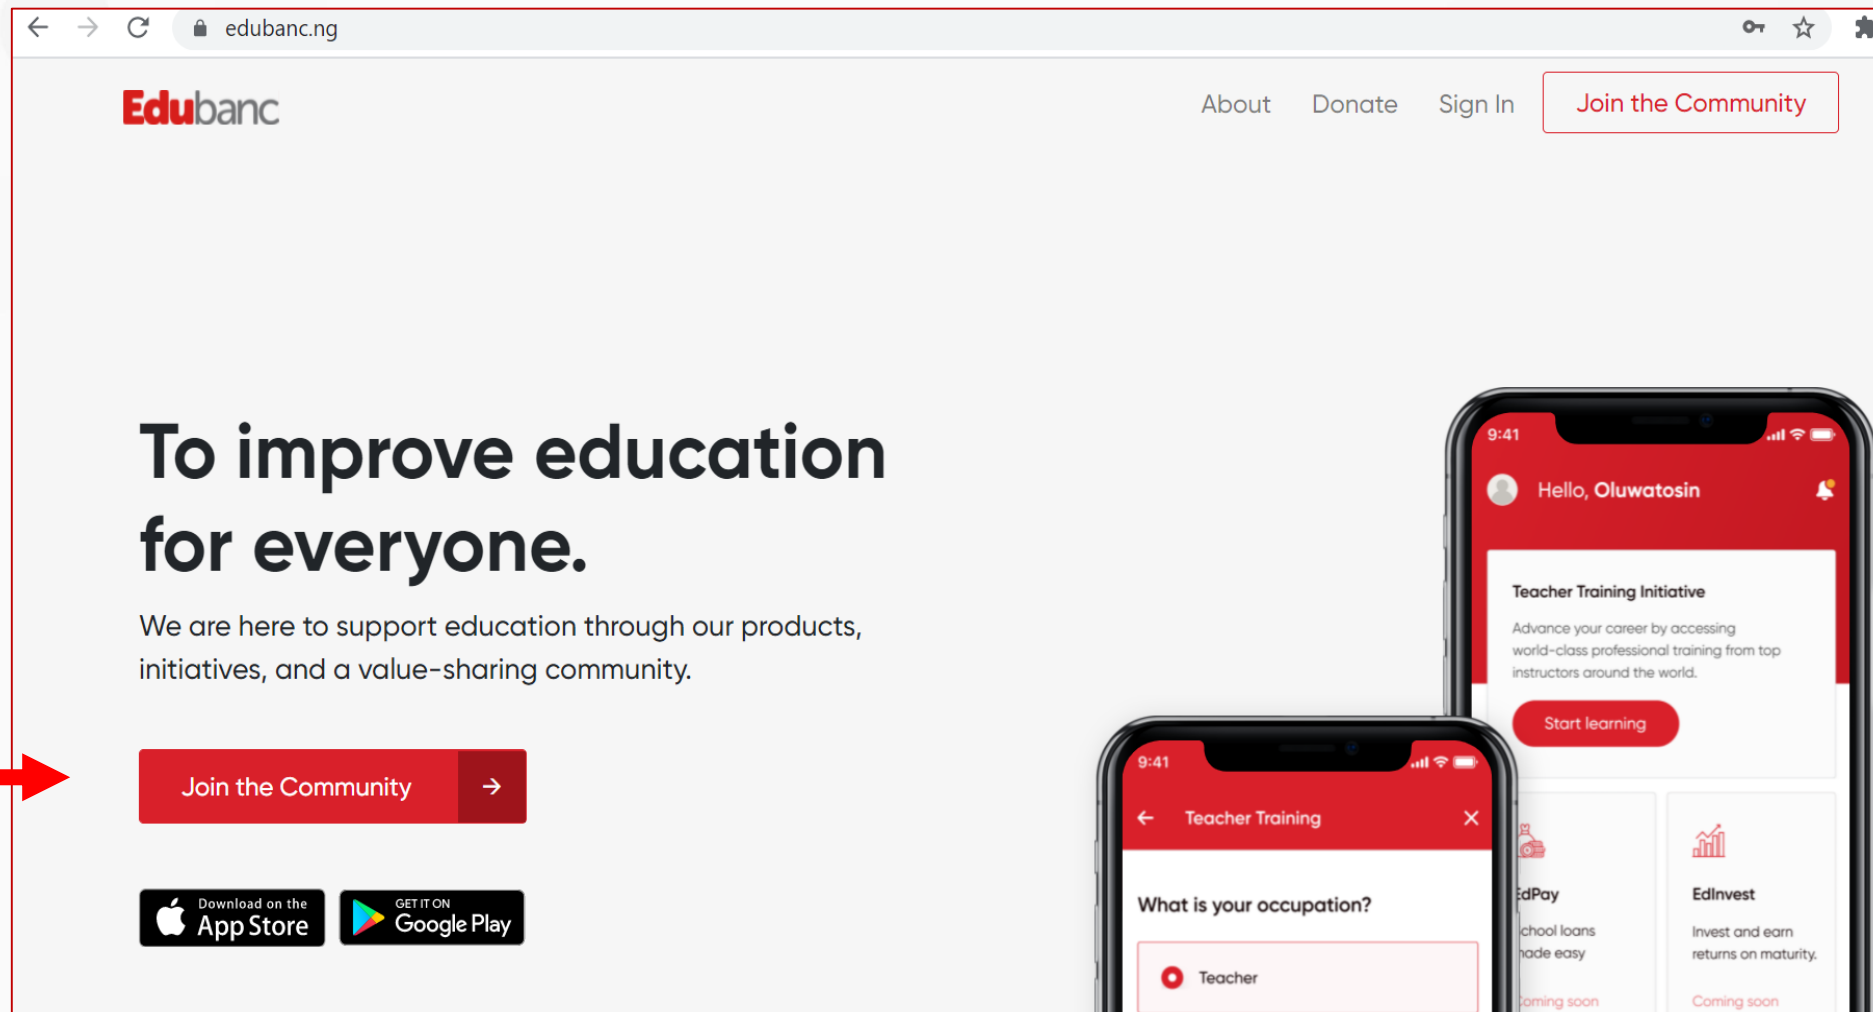 edubanc.ng
Edubanc
About Donate Sign In Join the Community
To improve education
for everyone.
We are here to support education through our products,
initiatives, and a value-sharing community.
Join the Community
Download on the
App Store
GET IT ON
Google Play
9:41
Hello, Oluwatosin
Teacher Training Initiative
Advance your career by accessing
world-class professional training from top
instructors around the world.
Start learning
EdInvest
Invest and earn
returns on maturity.
Coming soon
dPay
chool loans
ade easy
oming soon
9:41
Teacher Training
What is your occupation?
Teacher